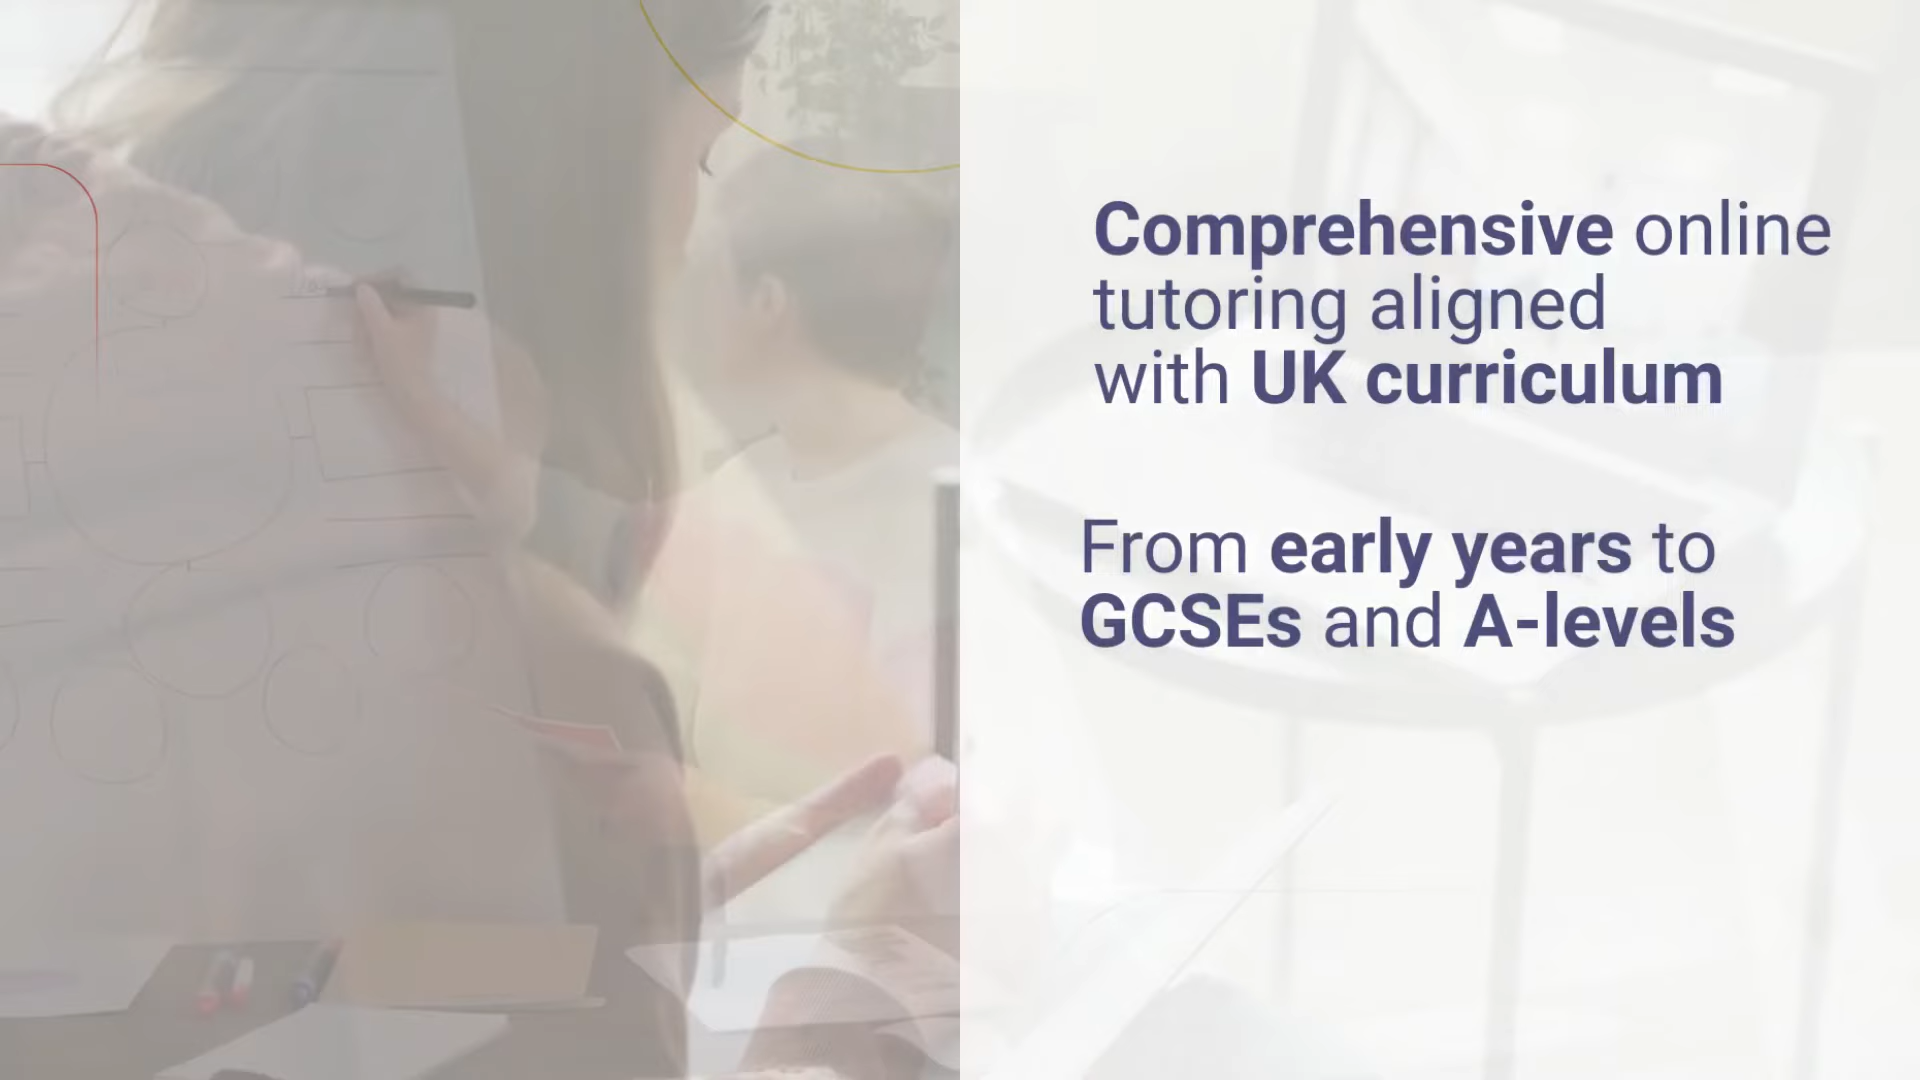 Comprehensive online
tutoring aligned
with UK curriculum
From early years to
GCSEs and A-levels